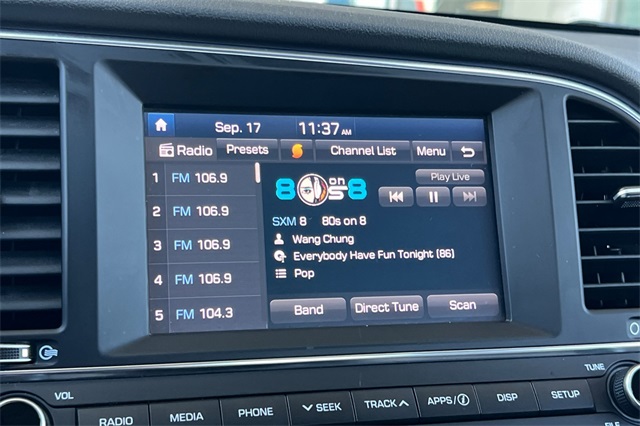 Sep. 17 11:37 AM
Radio Presets Channel List Menu
1 FM 106.9
2 FM 106.9
3 FM 106.9
4 FM 106.9
5 FM 104.3
80s on 8
Play Live
SXM 8 80s on 8
Wang Chung
Everybody Have Fun Tonight (86)
Pop
Band Direct Tune Scan
VOL
TUNE
RADIO MEDIA PHONE SEEK TRACK APPS/ DISP SETUP
FILE